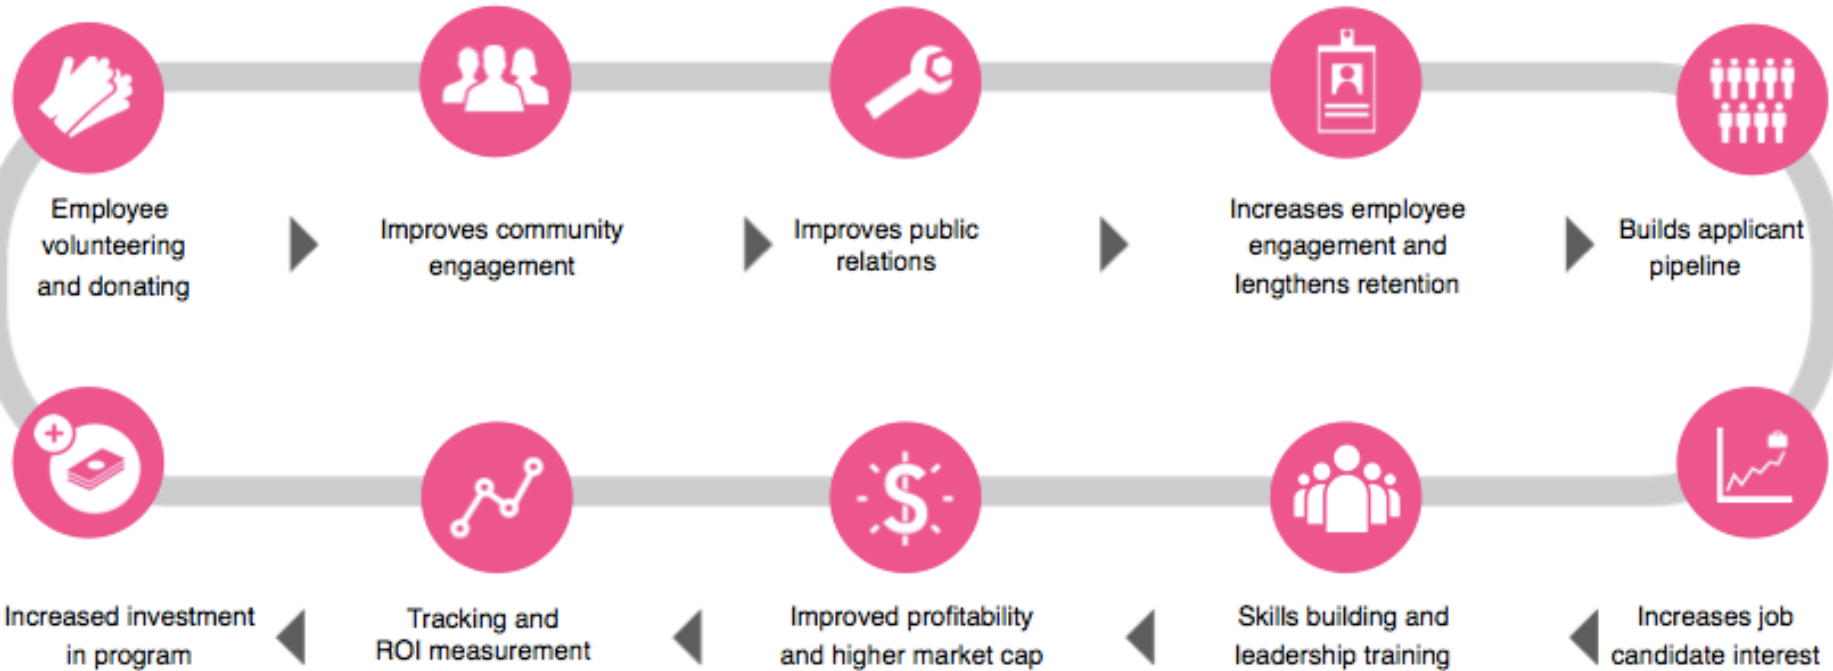 Employee
volunteering
and donating
Improves community
engagement
Improves public
relations
Increases employee
engagement and
lengthens retention
Builds applicant
pipeline
Increased investment
in program
Tracking and
ROI measurement
Improved profitability
and higher market cap
Skills building and
leadership training
Increases job
candidate interest